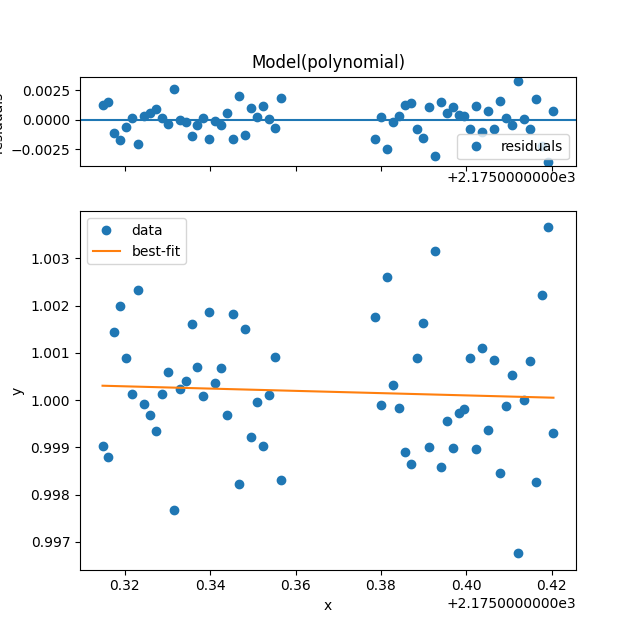 Model(polynomial)
0.0025
0.0000
−0.0025
residuals
+2.1750000000e3
data
best-fit
1.003
1.002
1.001
1.000
0.999
0.998
0.997
y
0.32 0.34 0.36 0.38 0.40 0.42
x
+2.1750000000e3